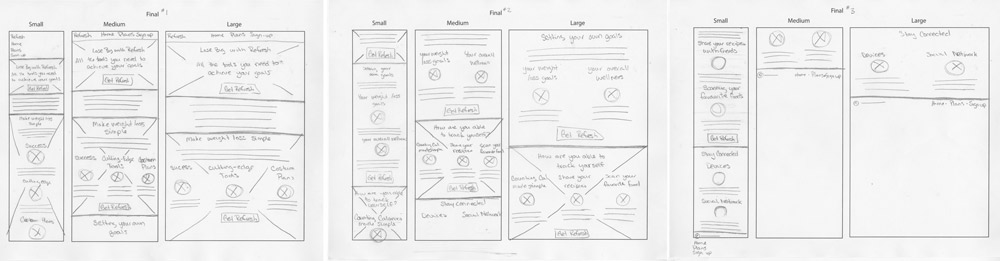 Final #1
Small
Medium
Large
Refresh
Home
Plans
Sign-up
Lose Big with Refresh
All the tools you need
to achieve your goals
Get Refresh
Make weight loss
simple
Success
Cutting-edge
Custom Plans
Refresh Home Plans Sign-up
Lose Big with Refresh
All the tools you need to
achieve your goals
Get Refresh
Make weight loss
simple
success
Cutting-Edge
Tools
Custom
Plans
Get Refresh
Setting your own
goals
Refresh Home Plans Sign-up
Lose Big with Refresh
All the tools you need to
achieve your goals
Get Refresh
Make weight loss simple
success
Cutting-edge
Tools
Custom
Plans
Get Refresh
Final #2
Small
Medium
Large
Get Refresh
Setting your
own goals
Your weight loss
goals
Your overall wellness
How are you able
to track
yourself?
Counting Calories
made Simple
Your weight
loss goals
Your overall
wellness
Get Refresh
How are you able
to track yourself
Counting Cal
made simple
Share your
recipes
Scan your
favourite food
Get Refresh
Stay Connected
Devices
Social Network
Setting your own goals
Your weight
loss goals
Your overall
wellness
Get Refresh
How are you able to
track yourself
Counting Cal
made simple
Share your
recipes
Scan your
favourite food
Get Refresh
Final #3
Small
Medium
Large
Share your recipes
with friends
Scanning your
favourite foods
Get Refresh
Stay Connected
Devices
Social Network
Home
Plans
Sign up
Stay Connected
Devices
Social Network
Home - Plans - Sign up